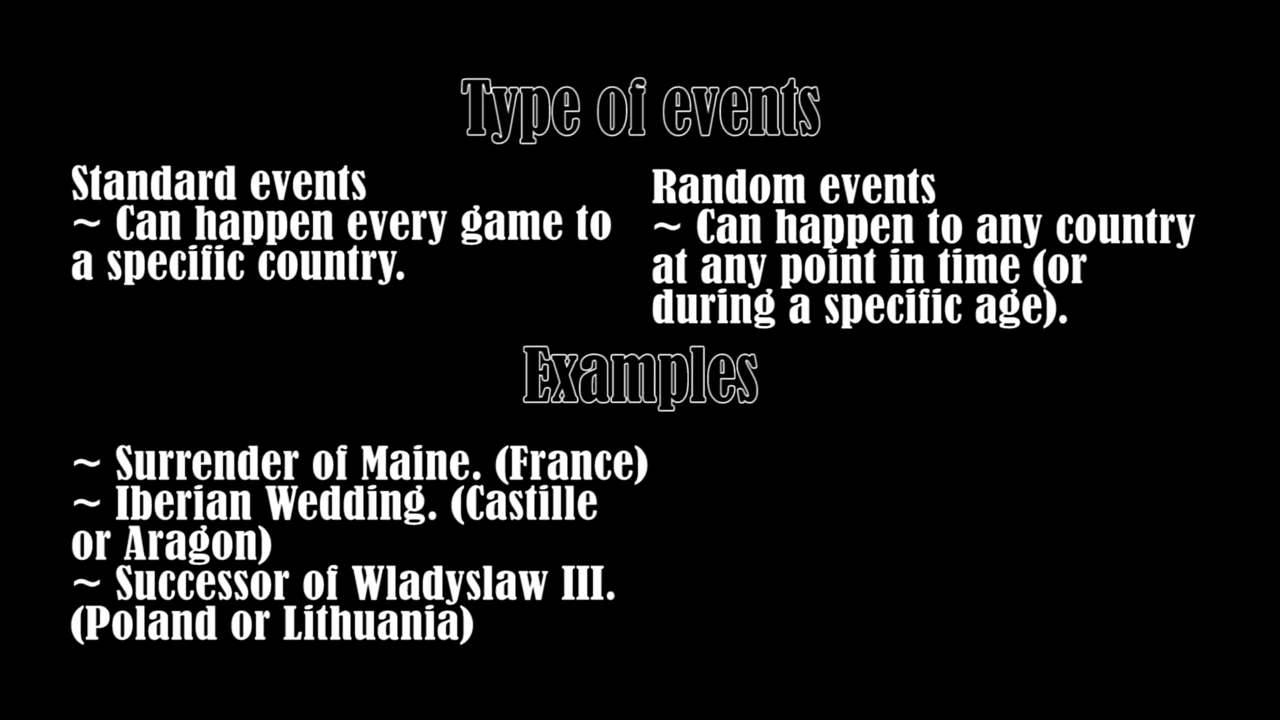 Type of events
Standard events
~ Can happen every game to
a specific country.
Random events
~ Can happen to any country
at any point in time (or
during a specific age).
Examples
~ Surrender of Maine. (France)
~ Iberian Wedding. (Castille
or Aragon)
~ Successor of Wladyslaw III.
(Poland or Lithuania)